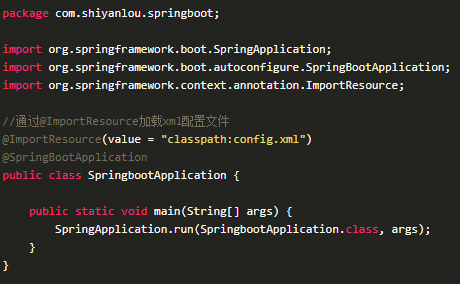 package com.shiyanlou.springboot;
import org.springframework.boot.SpringApplication;
import org.springframework.boot.autoconfigure.SpringBootApplication;
import org.springframework.context.annotation.ImportResource;
//通过@ImportResource加载xml配置文件
@ImportResource(value = "classpath:config.xml")
@SpringBootApplication
public class SpringbootApplication {
    public static void main(String[] args) {
        SpringApplication.run(SpringbootApplication.class, args);
    }
}